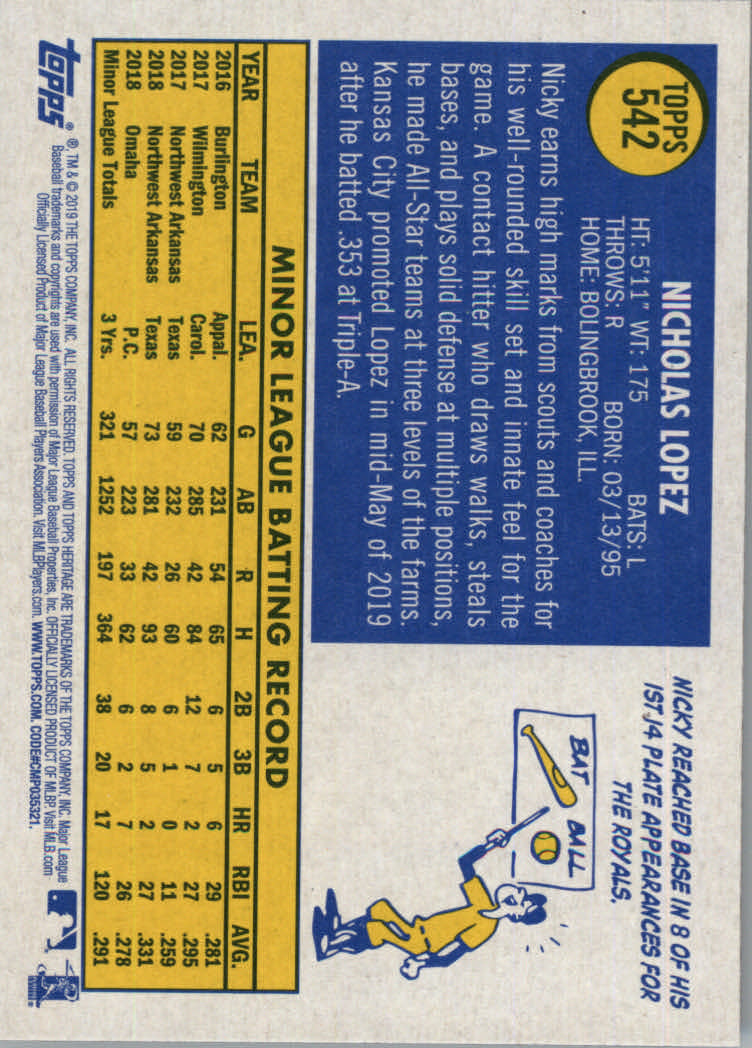 TOPPS
542
NICHOLAS LOPEZ
HT: 5'11" WT: 175 BATS: L
THROWS: R BORN: 03/13/95
HOME: BOLINGBROOK, ILL.
Nicky earns high marks from scouts and coaches for
his well-rounded skill set and innate feel for the
game. A contact hitter who draws walks, steals
bases, and plays solid defense at multiple positions,
he made All-Star teams at three levels of the farms.
Kansas City promoted Lopez in mid-May of 2019
after he batted .353 at Triple-A.
NICKY REACHED BASE IN 8 OF HIS
1ST 14 PLATE APPEARANCES FOR
THE ROYALS.
BAT
BALL
MINOR LEAGUE BATTING RECORD
YEAR TEAM LEA. G AB R H 2B 3B HR RBI AVG.
2016 Burlington Appal. 62 231 54 65 6 5 6 29 .281
2017 Wilmington Carol. 70 285 42 84 12 7 2 27 .295
2017 Northwest Arkansas Texas 59 232 26 60 6 1 0 11 .259
2018 Northwest Arkansas Texas 73 281 42 93 8 5 2 27 .331
2018 Omaha P.C. 57 223 33 62 6 2 7 26 .278
Minor League Totals 3 Yrs. 321 1252 197 364 38 20 17 120 .291
topps
®, TM & © 2019 THE TOPPS COMPANY, INC. ALL RIGHTS RESERVED. TOPPS AND TOPPS HERITAGE ARE TRADEMARKS OF THE TOPPS COMPANY, INC. Major League
Baseball trademarks and copyrights are used with permission of Major League Baseball Properties, Inc. OFFICIALLY LICENSED PRODUCT OF MLBP. Visit MLB.com
Officially Licensed Product of Major League Baseball Players Association. Visit MLBPlayers.com. WWW.TOPPS.COM. CODE#CMP035321.